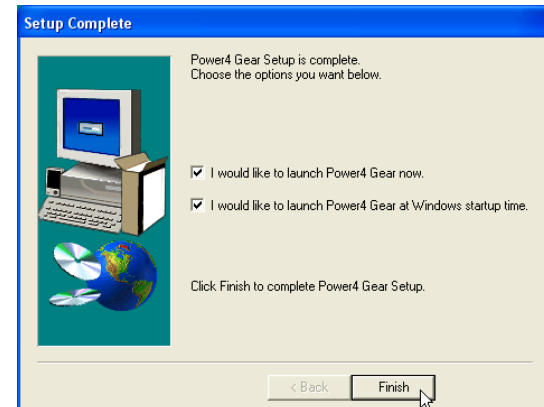 Setup Complete
Power4 Gear Setup is complete.
Choose the options you want below.
I would like to launch Power4 Gear now.
I would like to launch Power4 Gear at Windows startup time.
Click Finish to complete Power4 Gear Setup.
< Back
Finish